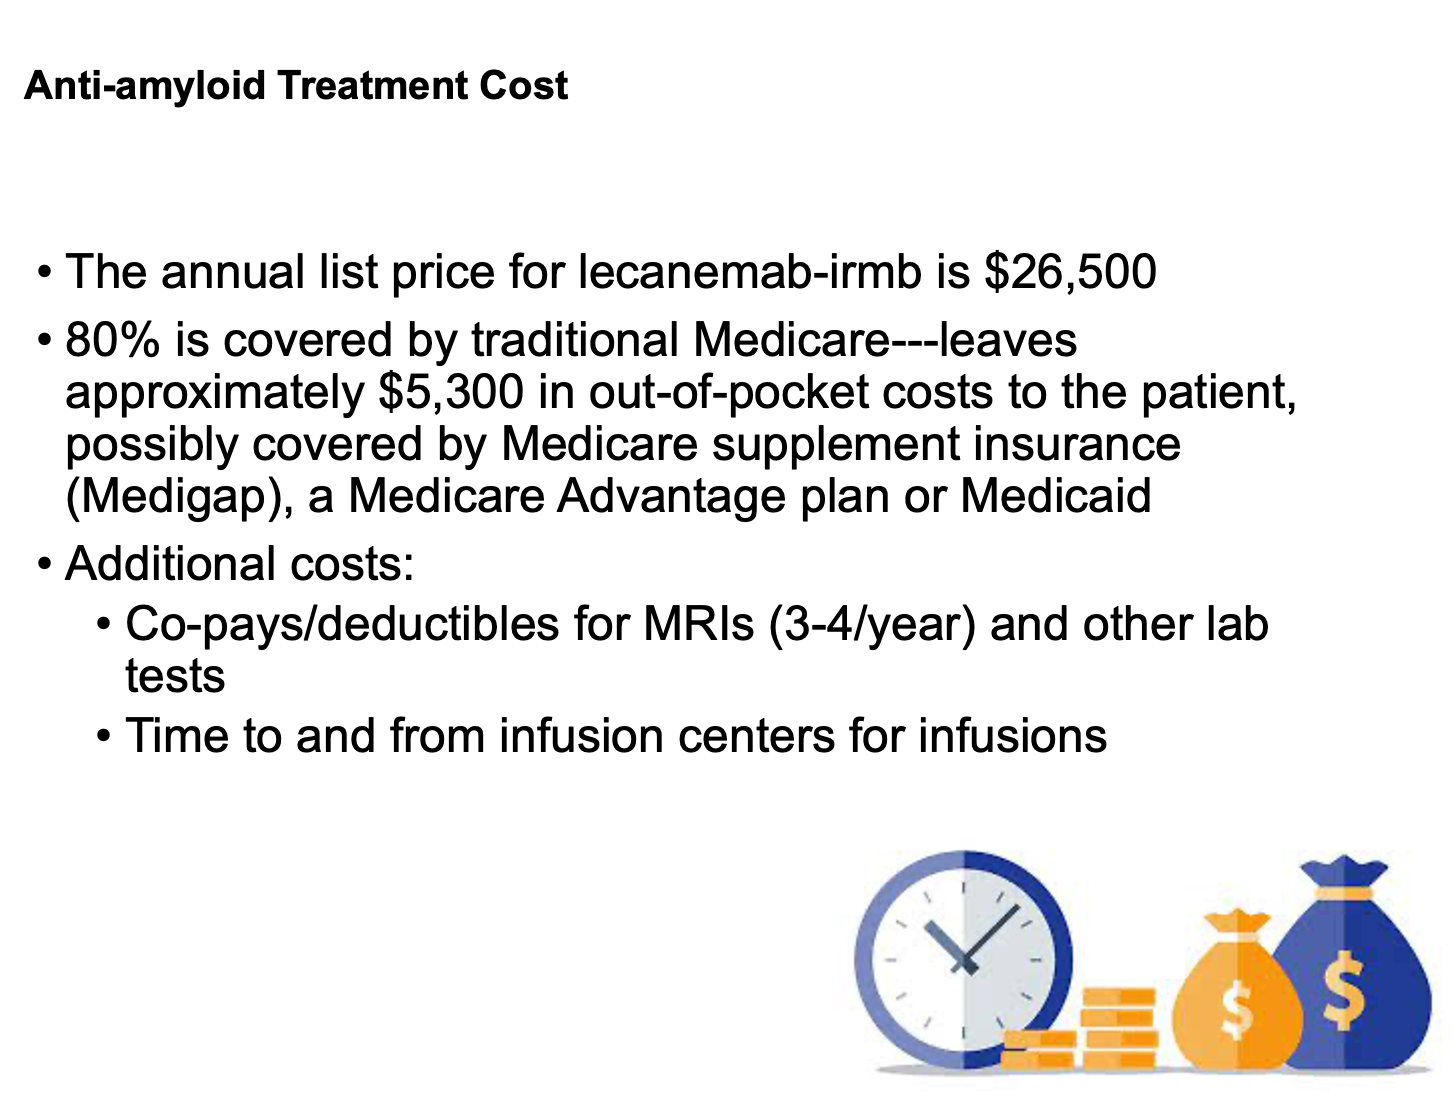 Anti-amyloid Treatment Cost
• The annual list price for lecanemab-irmb is $26,500
• 80% is covered by traditional Medicare---leaves
approximately $5,300 in out-of-pocket costs to the patient,
possibly covered by Medicare supplement insurance
(Medigap), a Medicare Advantage plan or Medicaid
• Additional costs:
• Co-pays/deductibles for MRIs (3-4/year) and other lab
tests
• Time to and from infusion centers for infusions
$ $